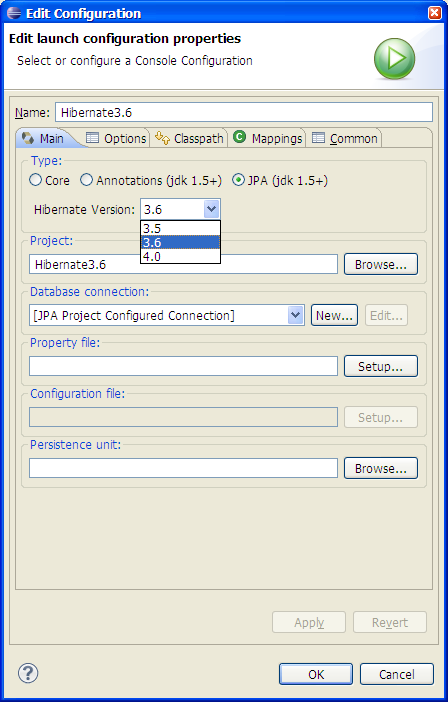 Edit Configuration
Edit launch configuration properties
Select or configure a Console Configuration
Name: Hibernate3.6
Main Options Classpath Mappings Common
Type:
Core Annotations (jdk 1.5+) JPA (jdk 1.5+)
Hibernate Version: 3.6
3.5
3.6
4.0
Project:
Hibernate3.6 Browse...
Database connection:
[JPA Project Configured Connection] New... Edit...
Property file:
Setup...
Configuration file:
Setup...
Persistence unit:
Browse...
Apply Revert
OK Cancel